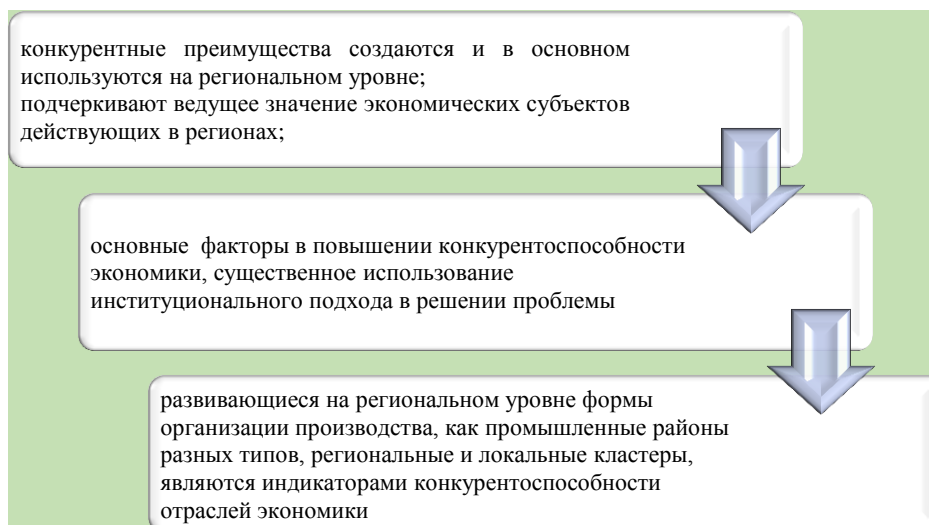 конкурентные преимущества создаются и в основном
используются на региональном уровне;
подчеркивают ведущее значение экономических субъектов
действующих в регионах;
основные факторы в повышении конкурентоспособности
экономики, существенное использование
институционального подхода в решении проблемы
развивающиеся на региональном уровне формы
организации производства, как промышленные районы
разных типов, региональные и локальные кластеры,
являются индикаторами конкурентоспособности
отраслей экономики